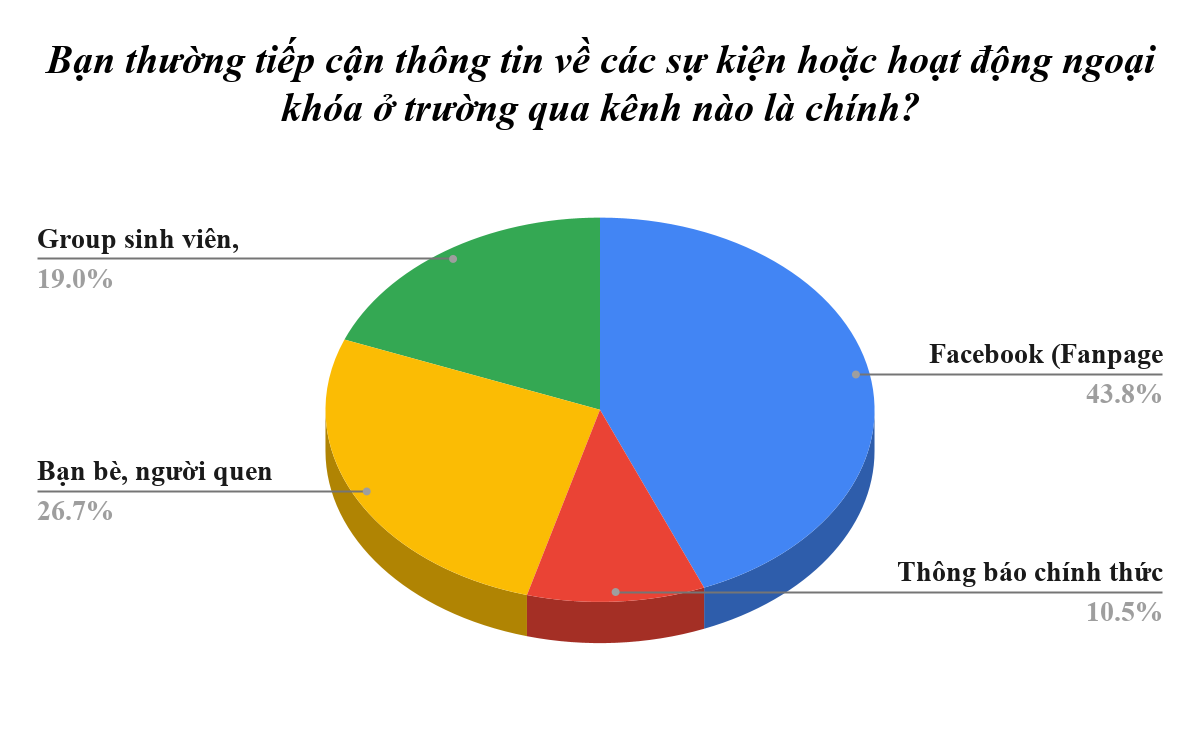 Bạn thường tiếp cận thông tin về các sự kiện hoặc hoạt động ngoại
khóa ở trường qua kênh nào là chính?
Group sinh viên,
19.0%
Facebook (Fanpage
43.8%
Bạn bè, người quen
26.7%
Thông báo chính thức
10.5%